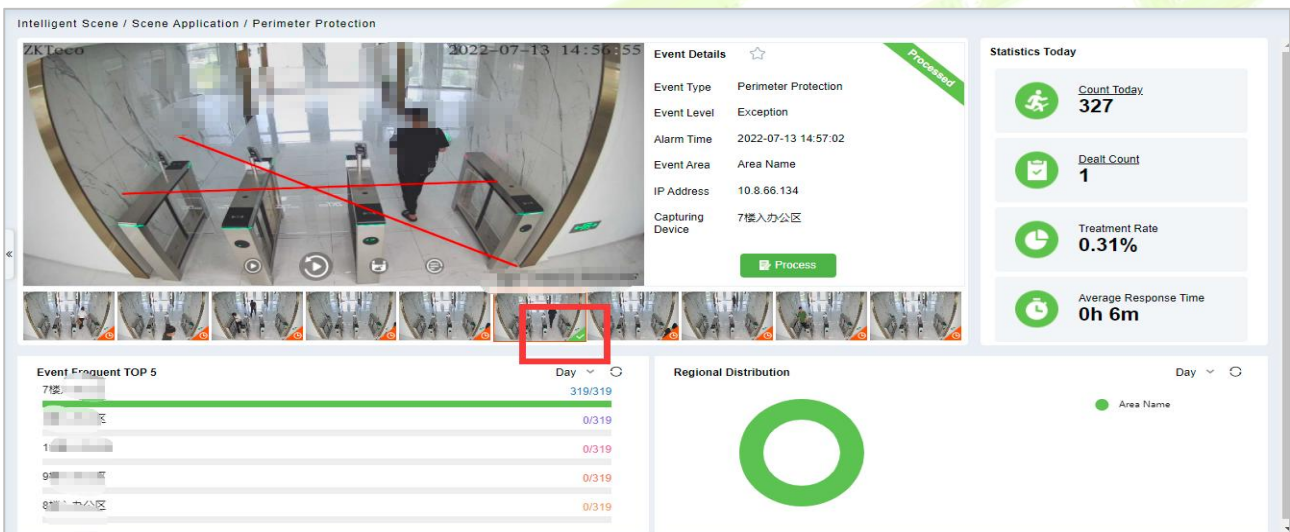 Intelligent Scene / Scene Application / Perimeter Protection
ZKTeco
2022-07-13 14:56:55
Event Details
Processed
Event Type Perimeter Protection
Event Level Exception
Alarm Time 2022-07-13 14:57:02
Event Area Area Name
IP Address 10.8.66.134
Capturing Device 7楼入办公区
Process
Statistics Today
Count Today
327
Dealt Count
1
Treatment Rate
0.31%
Average Response Time
0h 6m
Event Frequent TOP 5 Day
7楼 319/319
区 0/319
1 0/319
9 0/319
8楼入办公区 0/319
Regional Distribution Day
Area Name